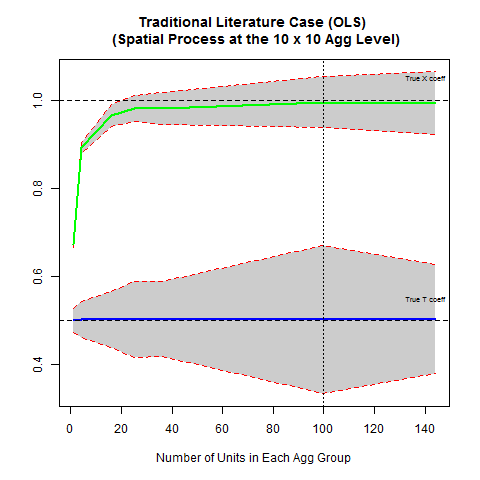 Traditional Literature Case (OLS)
(Spatial Process at the 10 x 10 Agg Level)
True X coeff
1.0
0.8
0.6
True T coeff
0.4
0 20 40 60 80 100 120 140
Number of Units in Each Agg Group